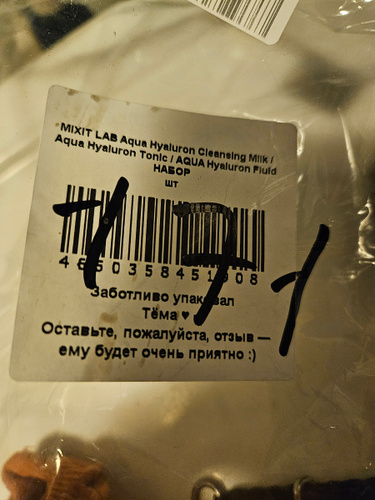 "MIXIT LAB Aqua Hyaluron Cleansing Milk /
Aqua Hyaluron Tonic / AQUA Hyaluron Fluid
НАБОР
шт
Заботливо упаковал
Тёма ♥
Оставьте, пожалуйста, отзыв —
ему будет очень приятно :)